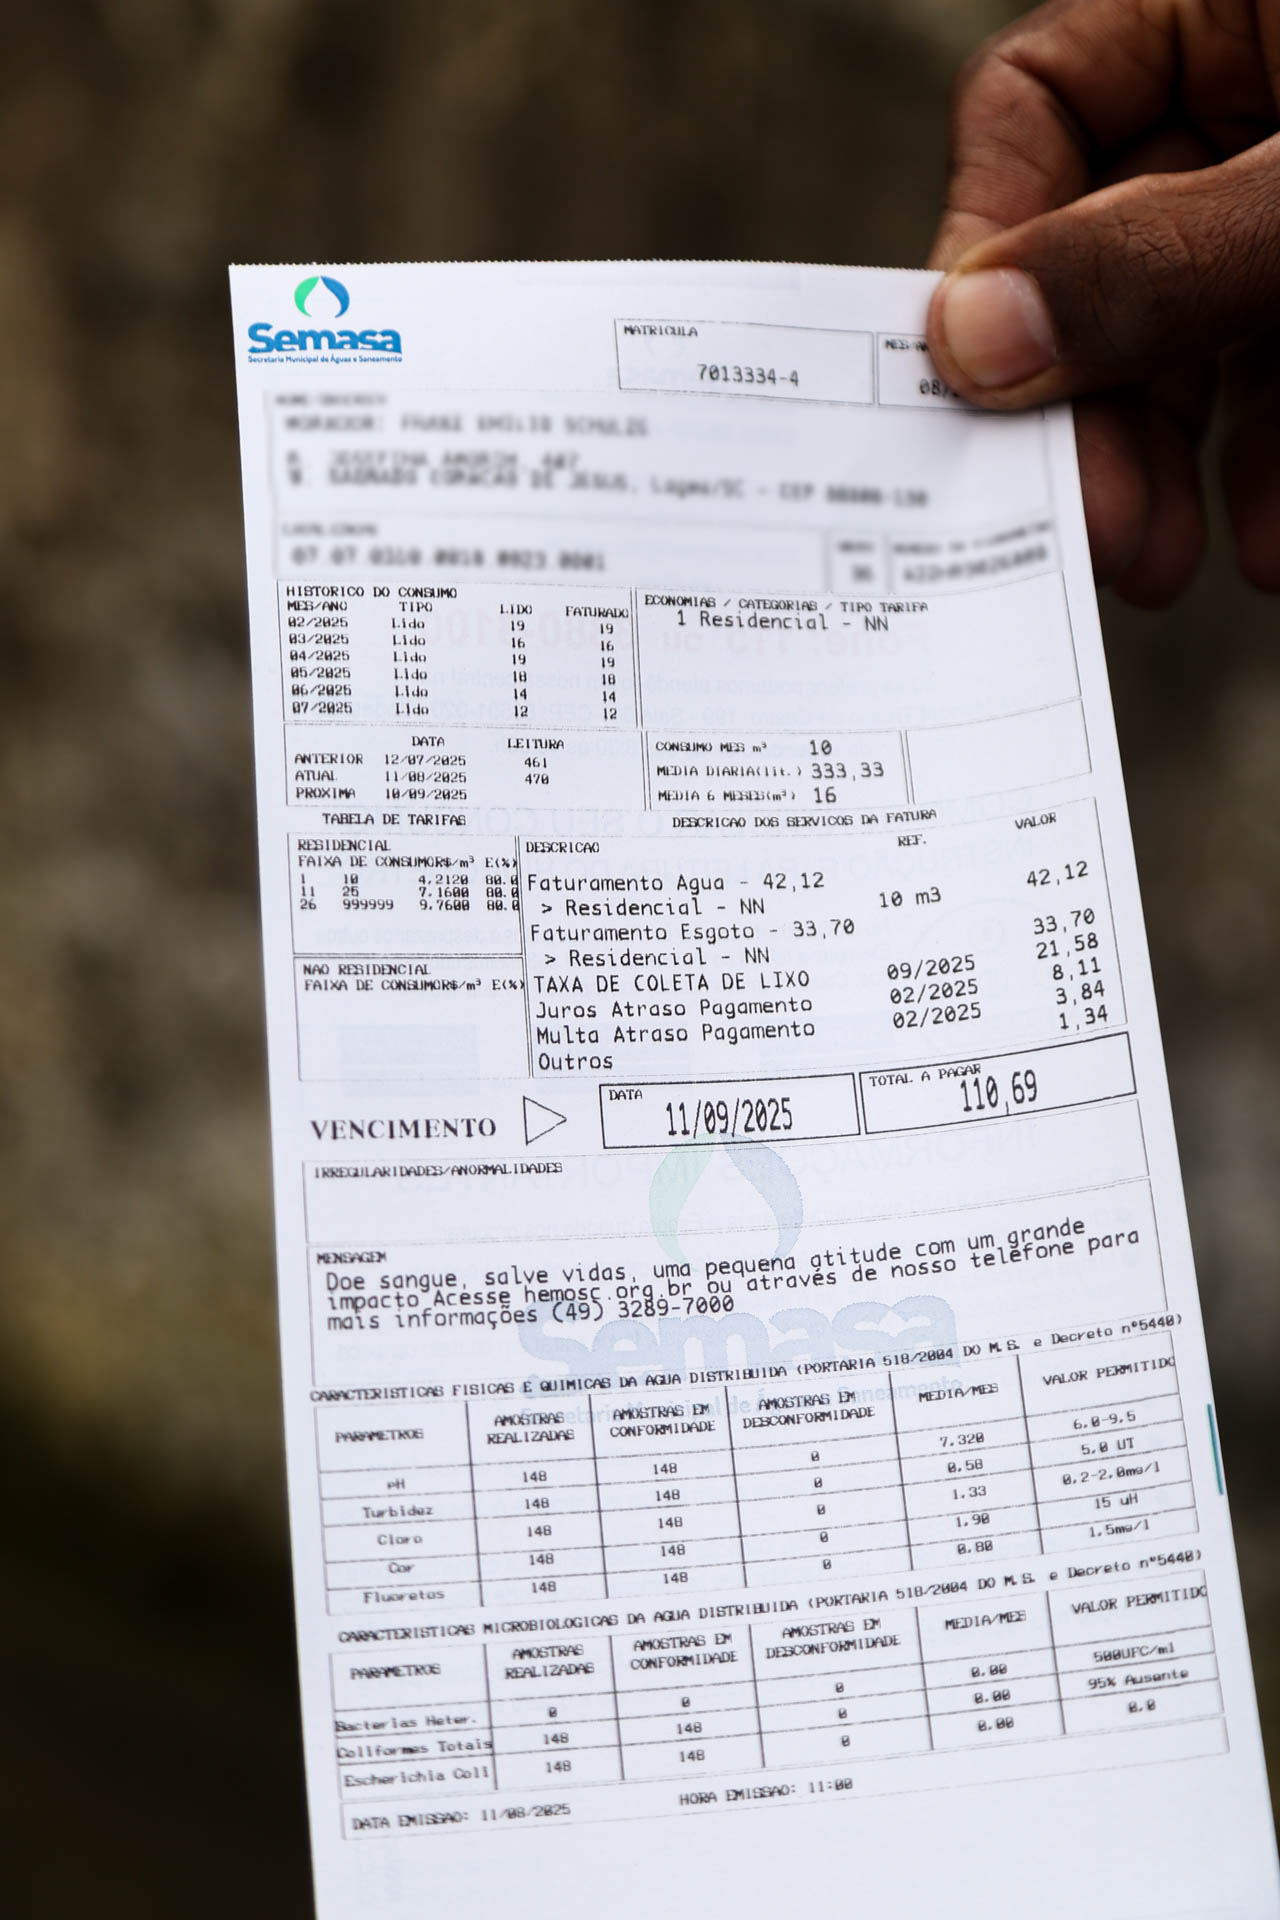 Semasa
Secretaria Municipal de Águas e Saneamento
MATRICULA
7013334-4
08/
HISTORICO DO CONSUMO
MES/ANO TIPO LIDO FATURADO
02/2025 Lido 19 19
03/2025 Lido 16 16
04/2025 Lido 19 19
05/2025 Lido 18 18
06/2025 Lido 14 14
07/2025 Lido 12 12
ECONOMIAS / CATEGORIAS / TIPO TARIFA
1 Residencial - NN
DATA LEITURA
ANTERIOR 12/07/2025 461
ATUAL 11/08/2025 470
PROXIMA 10/09/2025
CONSUMO MES m³ 10
MEDIA DIARIA(lit.) 333,33
MEDIA 6 MESES(m³) 16
TABELA DE TARIFAS
RESIDENCIAL
FAIXA DE CONSUMOR$/m³ E(%)
1 10 4,2120 80.0
11 25 7,1600 80.0
26 999999 9,7600 80.0
NAO RESIDENCIAL
FAIXA DE CONSUMOR$/m³ E(%)
DESCRICAO DOS SERVICOS DA FATURA
DESCRICAO REF. VALOR
Faturamento Agua - 42,12 42,12
> Residencial - NN 10 m3
Faturamento Esgoto - 33,70 33,70
> Residencial - NN
TAXA DE COLETA DE LIXO 09/2025 21,58
Juros Atraso Pagamento 02/2025 8,11
Multa Atraso Pagamento 02/2025 3,84
Outros 1,34
VENCIMENTO
DATA
11/09/2025
TOTAL A PAGAR
110,69
IRREGULARIDADES/ANORMALIDADES
MENSAGEM
Doe sangue, salve vidas, uma pequena atitude com um grande
impacto Acesse hemosc.org.br ou através de nosso telefone para
mais informações (49) 3289-7000
CARACTERISTICAS FISICAS E QUIMICAS DA AGUA DISTRIBUIDA (PORTARIA 518/2004 DO M.S. e Decreto nº5440)
PARAMETROS AMOSTRAS REALIZADAS AMOSTRAS EM CONFORMIDADE AMOSTRAS EM DESCONFORMIDADE MEDIA/MES VALOR PERMITIDO
pH 148 148 0 7.320 6.0-9.5
Turbidez 148 148 0 0.58 5.0 UT
Cloro 148 148 0 1.33 0.2-2.0mg/l
Cor 148 148 0 1.90 15 uH
Fluoretos 148 148 0 0.80 1.5mg/l
CARACTERISTICAS MICROBIOLOGICAS DA AGUA DISTRIBUIDA (PORTARIA 518/2004 DO M.S. e Decreto nº5440)
PARAMETROS AMOSTRAS REALIZADAS AMOSTRAS EM CONFORMIDADE AMOSTRAS EM DESCONFORMIDADE MEDIA/MES VALOR PERMITIDO
Bacterias Heter. 0 0 0 0.00 500UFC/ml
Coliformes Totais 148 148 0 0.00 95% Ausente
Escherichia Coli 148 148 0 0.00 0.0
DATA EMISSAO: 11/08/2025 HORA EMISSAO: 11:00